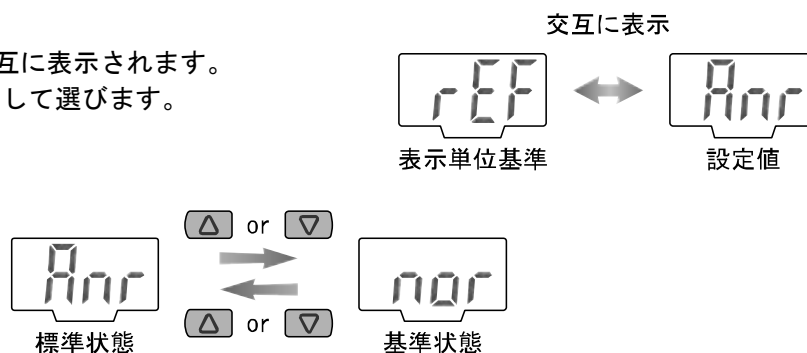 交互に表示
互に表示されます。
して選びます。
rEF
Anr
表示単位基準
設定値
or
Anr
nor
or
標準状態
基準状態